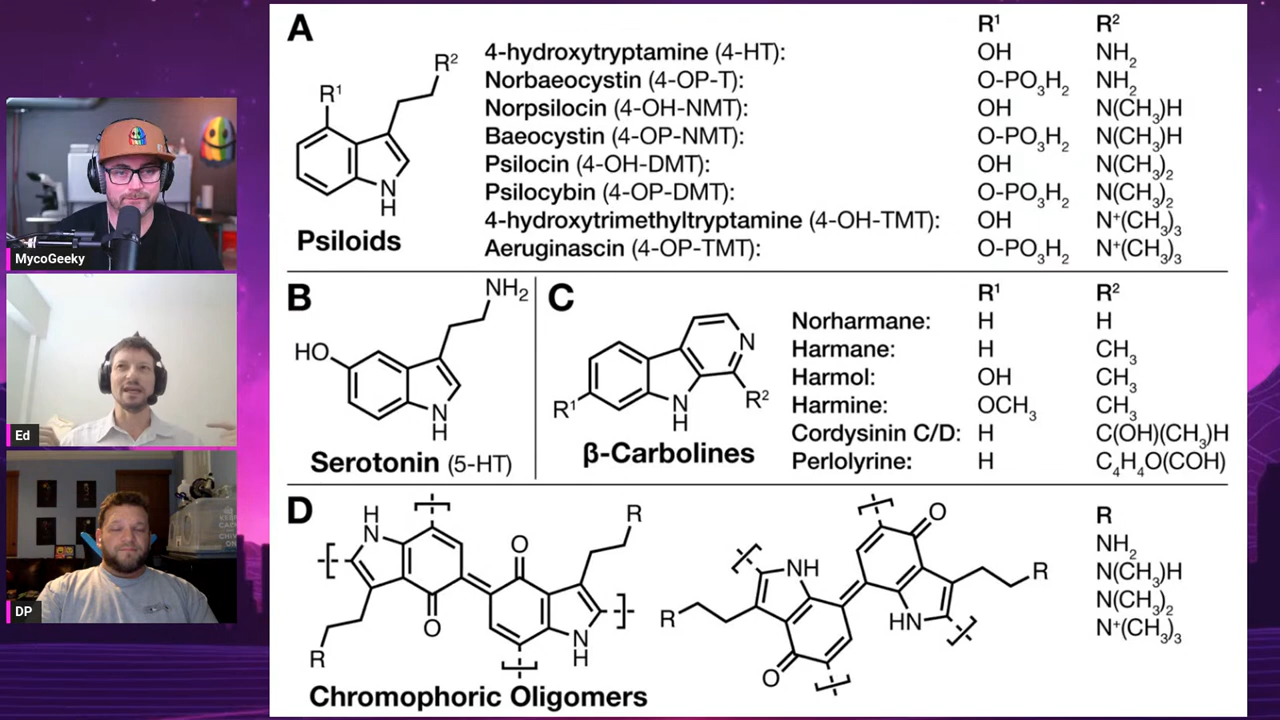 A
R¹ R²
4-hydroxytryptamine (4-HT): OH NH₂
Norbaeocystin (4-OP-T): O-PO₃H₂ NH₂
Norpsilocin (4-OH-NMT): OH N(CH₃)H
Baeocystin (4-OP-NMT): O-PO₃H₂ N(CH₃)H
Psilocin (4-OH-DMT): OH N(CH₃)₂
Psilocybin (4-OP-DMT): O-PO₃H₂ N(CH₃)₂
4-hydroxytrimethyltryptamine (4-OH-TMT): OH N⁺(CH₃)₃
Aeruginascin (4-OP-TMT): O-PO₃H₂ N⁺(CH₃)₃
R²
R¹
N
H
Psiloids
B
NH₂
HO
N
H
Serotonin (5-HT)
C
R¹ R²
Norharmane: H H
Harmane: H CH₃
Harmol: OH CH₃
Harmine: OCH₃ CH₃
Cordysinin C/D: H C(OH)(CH₃)H
Perlolyrine: H C₄H₄O(COH)
N
R¹
N
H
R²
β-Carbolines
D
H
N
O
R
O
R
N
H
O
NH
R
R
HN
O
R
NH₂
N(CH₃)H
N(CH₃)₂
N⁺(CH₃)₃
Chromophoric Oligomers
MycoGeeky
Ed
DP